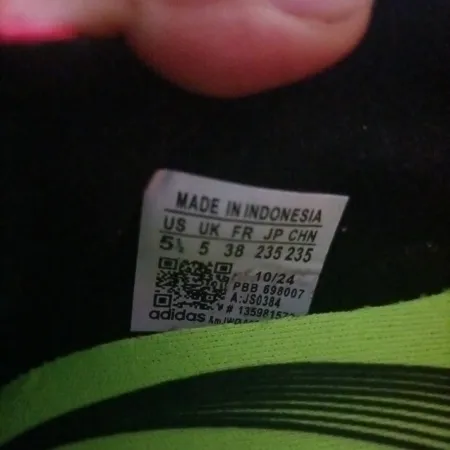 MADE IN INDONESIA
US UK FR JP CHN
5½ 5 38 235 235
10/24
PBB 698007
A:JS0384
adidas